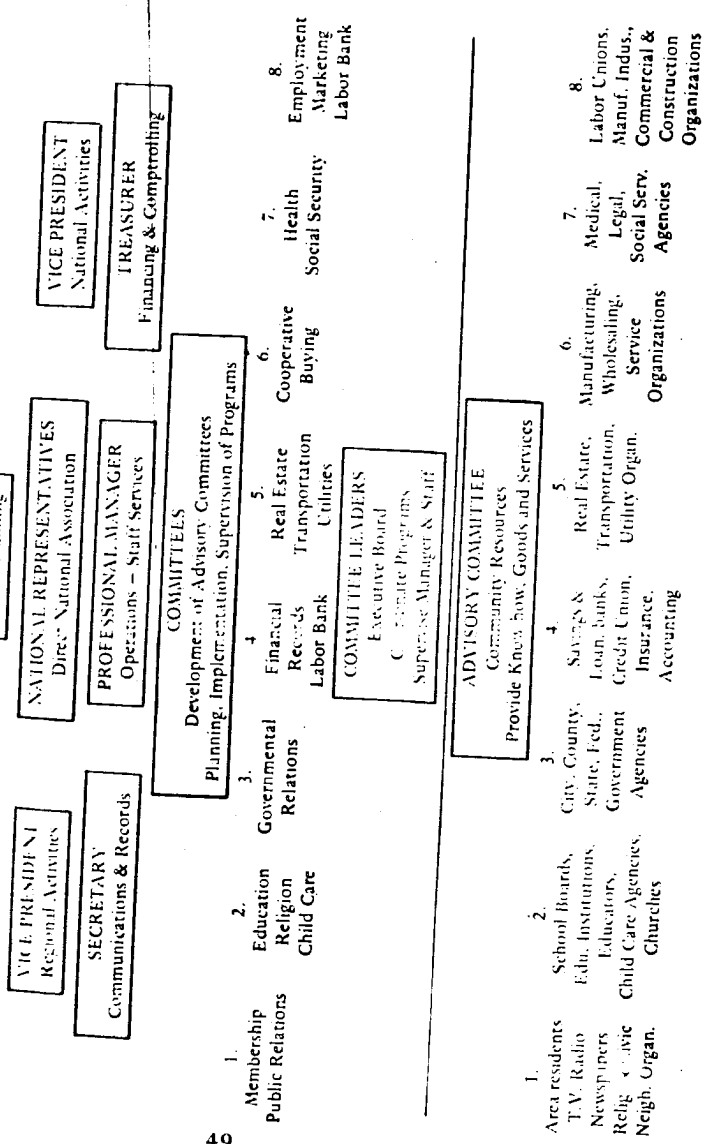 VICE PRESIDENT
Regional Activities
NATIONAL REPRESENTATIVES
Direct National Association
VICE PRESIDENT
National Activities
SECRETARY
Communications & Records
PROFESSIONAL MANAGER
Operations – Staff Services
TREASURER
Financing & Comptrolling
COMMITTEES
Development of Advisory Committees
Planning, Implementation, Supervision of Programs
1.
Membership
Public Relations
2.
Education
Religion
Child Care
3.
Governmental
Relations
4
Financial
Records
Labor Bank
5.
Real Estate
Transportation
Utilities
6.
Cooperative
Buying
7.
Health
Social Security
8.
Employment
Marketing
Labor Bank
COMMITTEE LEADERS
Executive Board
Programs
Supervise Manager & Staff
ADVISORY COMMITTEE
Community Resources
Provide Know how, Goods and Services
1.
Area residents
T.V. Radio
Newspapers
Relig
Neigh. Organ.
2.
School Boards,
Edu. Institutions,
Educators,
Child Care Agencies,
Churches
3.
City, County,
State, Fed.,
Government
Agencies
4.
Savings &
Loan, banks,
Credit Union,
Insurance,
Accounting
5.
Real Estate,
Transportation,
Utility Organ.
6.
Manufacturing,
Wholesaling,
Service
Organizations
7.
Medical,
Legal,
Social Serv.
Agencies
8.
Labor Unions,
Manuf. Indus.,
Commercial &
Construction
Organizations
49